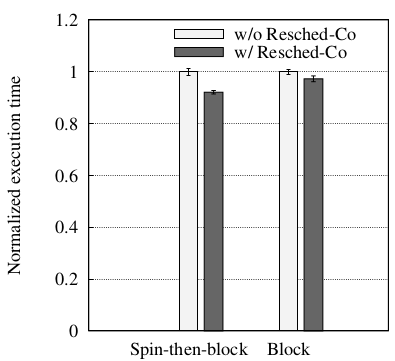 w/o Resched-Co
w/ Resched-Co
Normalized execution time
1.2
1
0.8
0.6
0.4
0.2
0
Spin-then-block Block